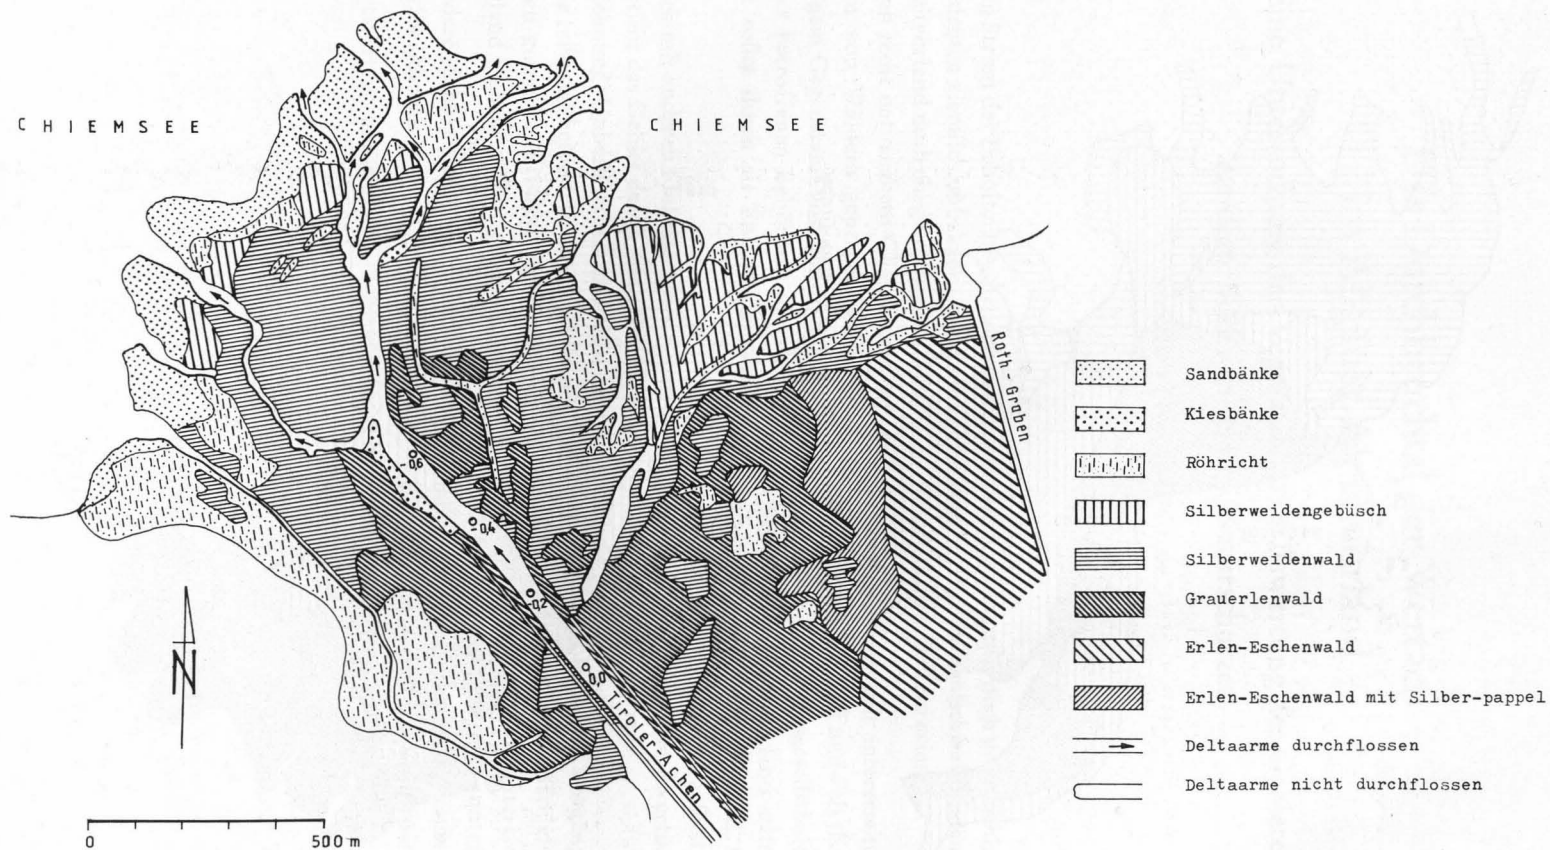 CHIEMSEE
CHIEMSEE
Roth-Graben
-0,6
-0,4
-0,2
0,0
Tiroler-Achen
N
0
500 m
Sandbänke
Kiesbänke
Röhricht
Silberweidengebüsch
Silberweidenwald
Grauerlenwald
Erlen-Eschenwald
Erlen-Eschenwald mit Silber-pappel
Deltaarme durchflossen
Deltaarme nicht durchflossen